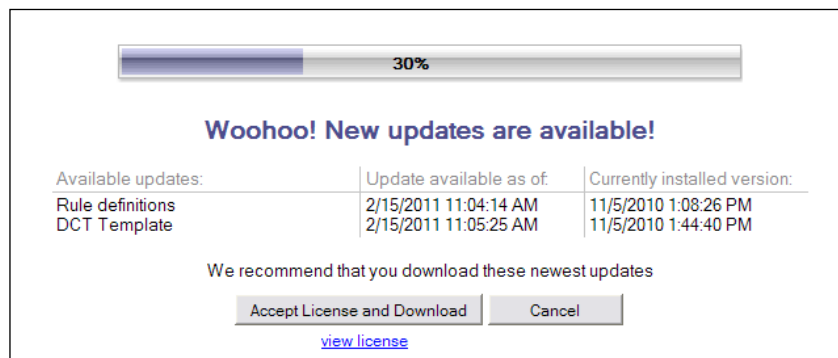 30%
Woohoo! New updates are available!
Available updates: Update available as of: Currently installed version:
Rule definitions 2/15/2011 11:04:14 AM 11/5/2010 1:08:26 PM
DCT Template 2/15/2011 11:05:25 AM 11/5/2010 1:44:40 PM
We recommend that you download these newest updates
Accept License and Download Cancel
view license